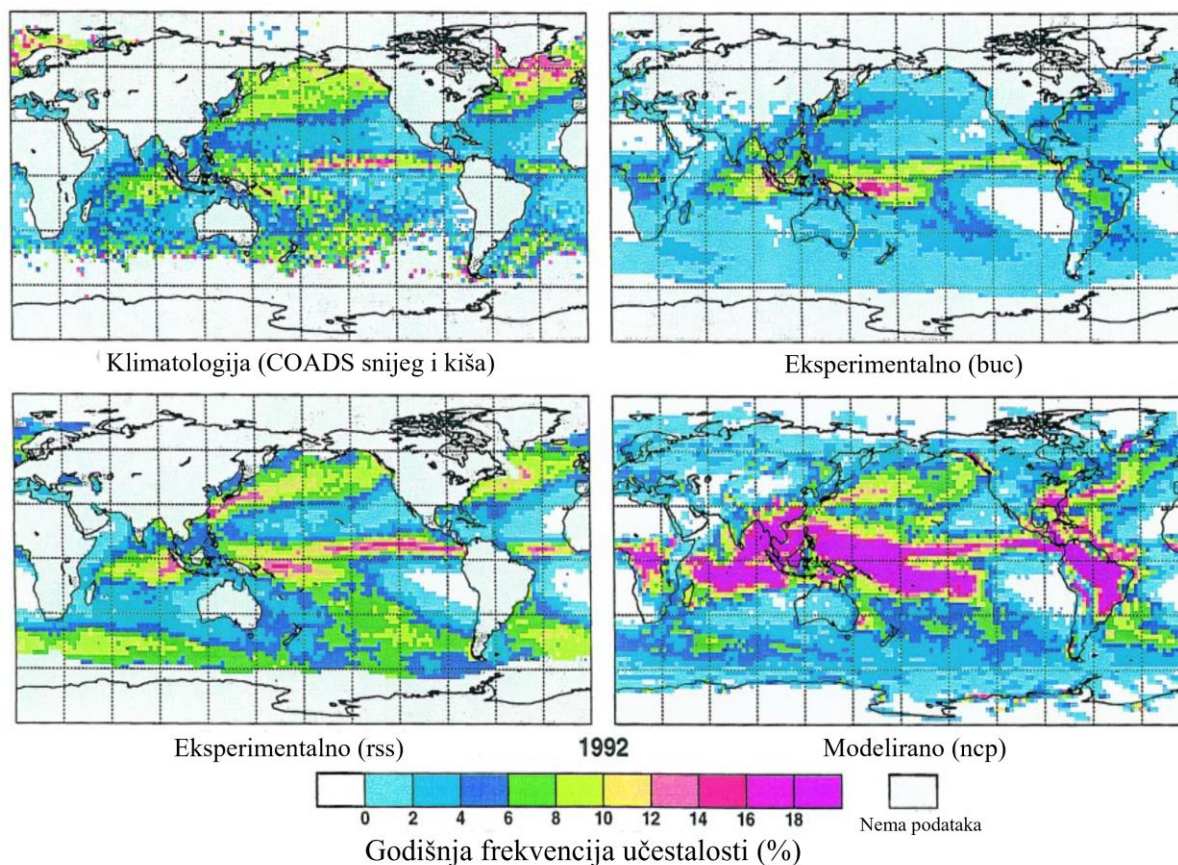 Klimatologija (COADS snijeg i kiša)
Eksperimentalno (buc)
Eksperimentalno (rss)
1992
Modelirano (ncp)
0 2 4 6 8 10 12 14 16 18
Nema podataka
Godišnja frekvencija učestalosti (%)